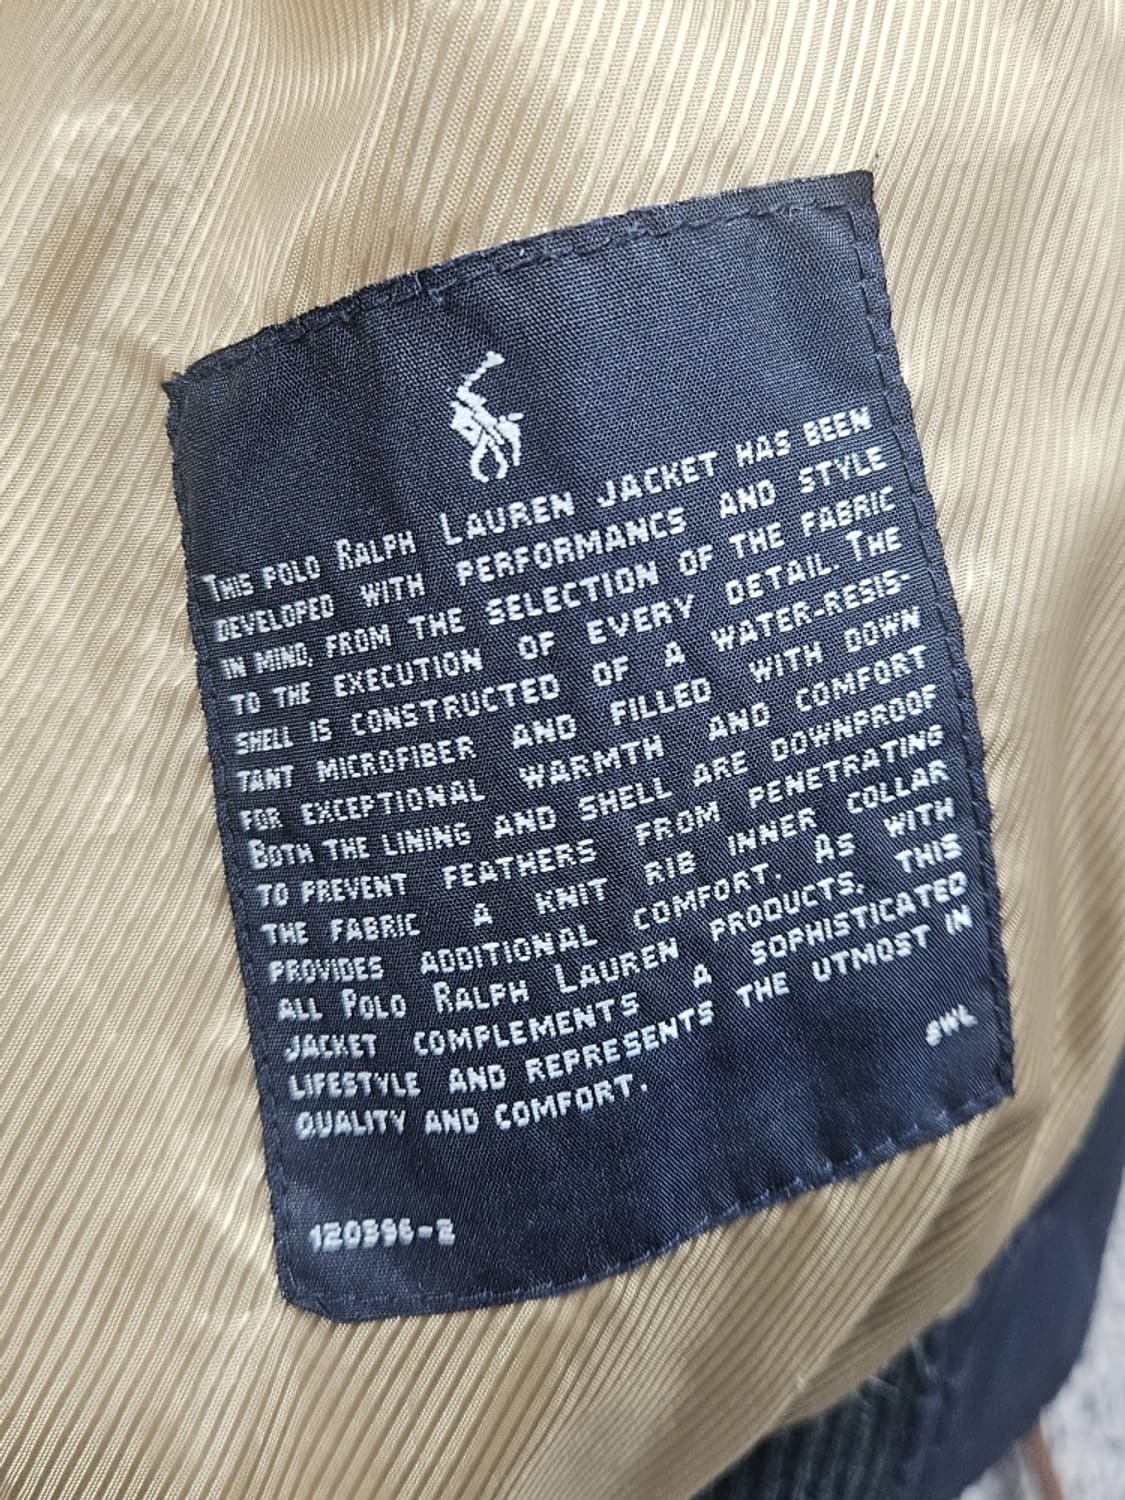 THIS POLO RALPH LAUREN JACKET HAS BEEN
DEVELOPED WITH PERFORMANCE AND STYLE
IN MIND, FROM THE SELECTION OF THE FABRIC
TO THE EXECUTION OF EVERY DETAIL. THE
SHELL IS CONSTRUCTED OF A WATER-RESIS-
TANT MICROFIBER AND FILLED WITH DOWN
FOR EXCEPTIONAL WARMTH AND COMFORT
BOTH THE LINING AND SHELL ARE DOWNPROOF
TO PREVENT FEATHERS FROM PENETRATING
THE FABRIC A KNIT RIB INNER COLLAR
PROVIDES ADDITIONAL COMFORT. AS WITH
ALL POLO RALPH LAUREN PRODUCTS, THIS
JACKET COMPLEMENTS A SOPHISTICATED
LIFESTYLE AND REPRESENTS THE UTMOST IN
QUALITY AND COMFORT.